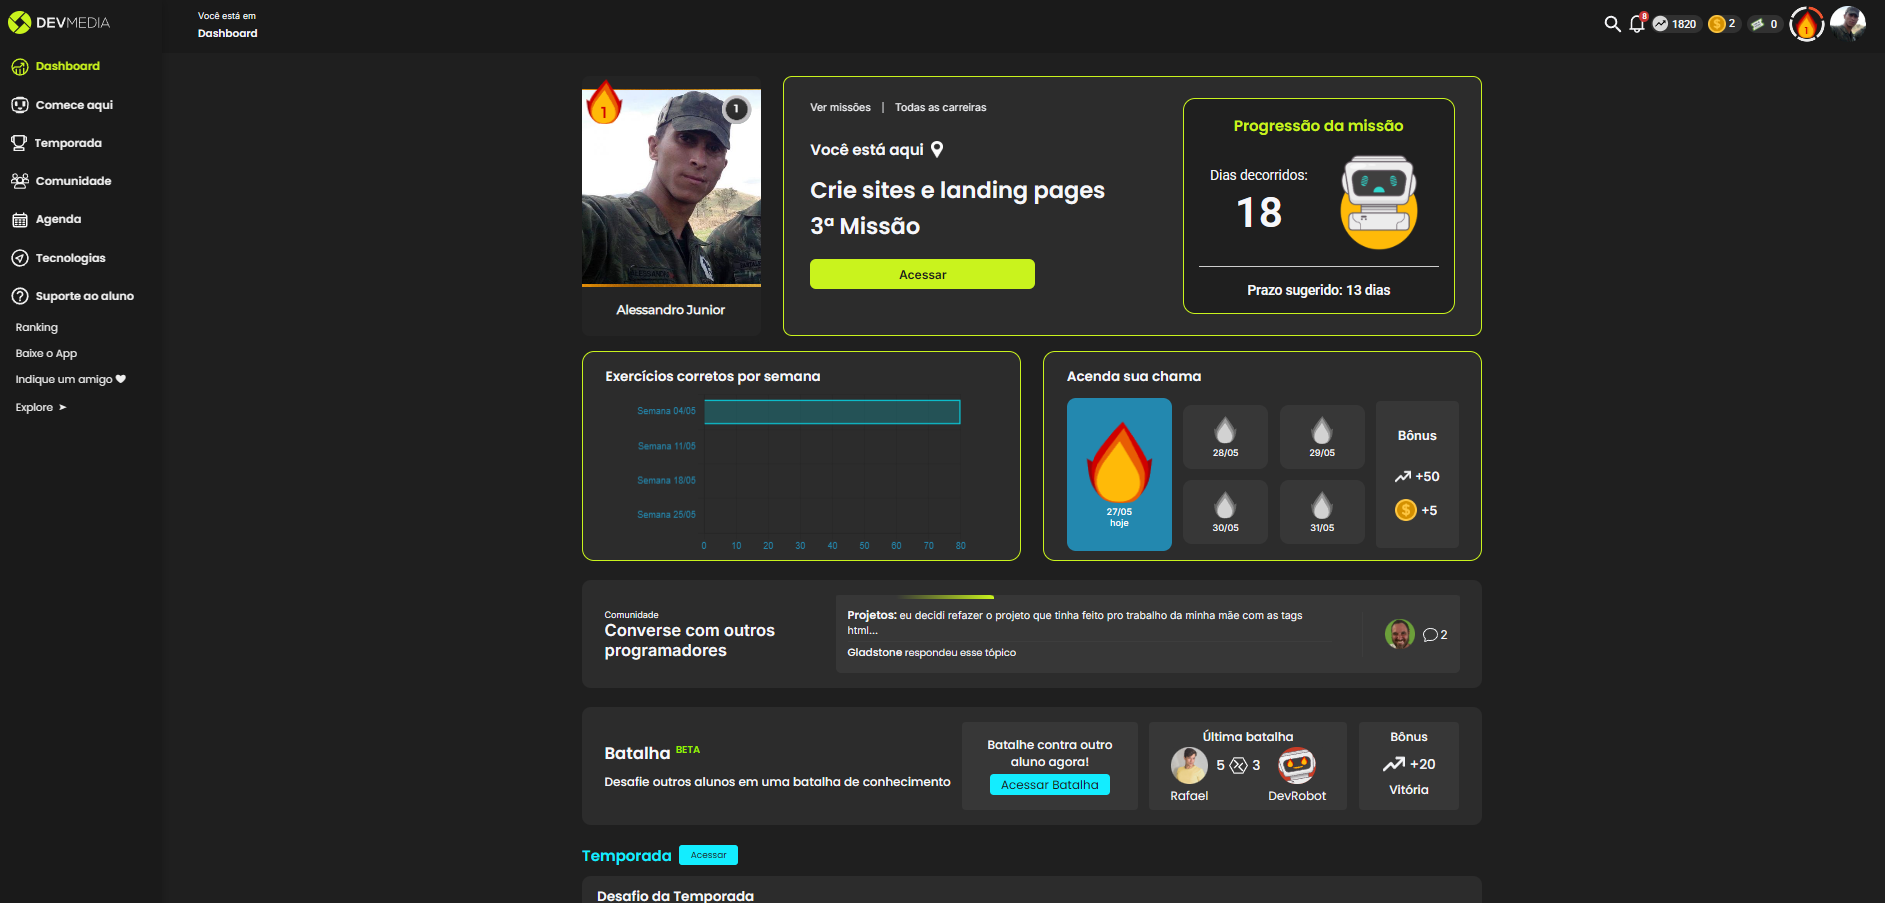 DEVMEDIA
Você está em
Dashboard
8
1820
2
0
1
Dashboard
Comece aqui
Temporada
Comunidade
Agenda
Tecnologias
Suporte ao aluno
Ranking
Baixe o App
Indique um amigo
Explore
1
1
Alessandro Junior
Ver missões | Todas as carreiras
Você está aqui
Crie sites e landing pages
3ª Missão
Acessar
Progressão da missão
Dias decorridos:
18
Prazo sugerido: 13 dias
Exercícios corretos por semana
Semana 04/05
Semana 11/05
Semana 18/05
Semana 25/05
0 10 20 30 40 50 60 70 80
Acenda sua chama
27/05
hoje
28/05
29/05
30/05
31/05
Bônus
+50
$ +5
Comunidade
Converse com outros
programadores
Projetos: eu decidi refazer o projeto que tinha feito pro trabalho da minha mãe com as tags
html...
Gladstone respondeu esse tópico
2
Batalha BETA
Desafie outros alunos em uma batalha de conhecimento
Batalhe contra outro
aluno agora!
Acessar Batalha
Última batalha
5 3
Rafael DevRobot
Bônus
+20
Vitória
Temporada Acessar
Desafio da Temporada